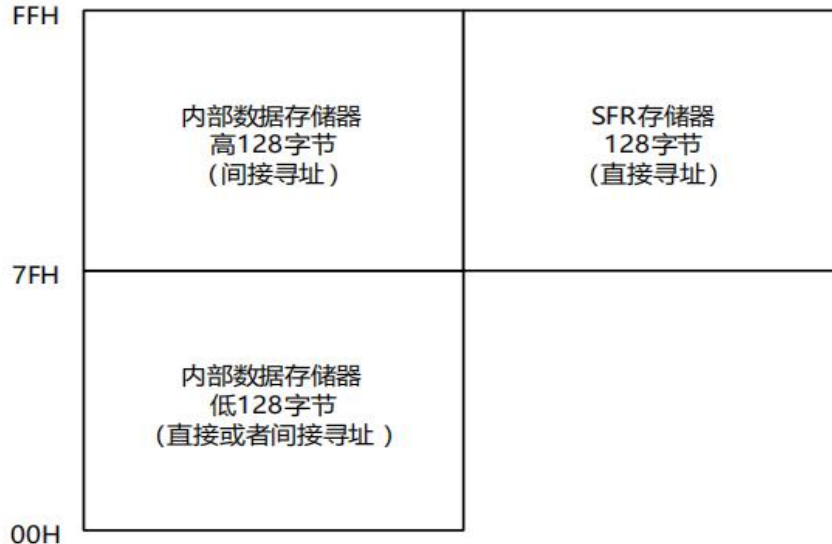 FFH
内部数据存储器
高128字节
（间接寻址）
SFR存储器
128字节
（直接寻址）
7FH
内部数据存储器
低128字节
（直接或者间接寻址 ）
00H